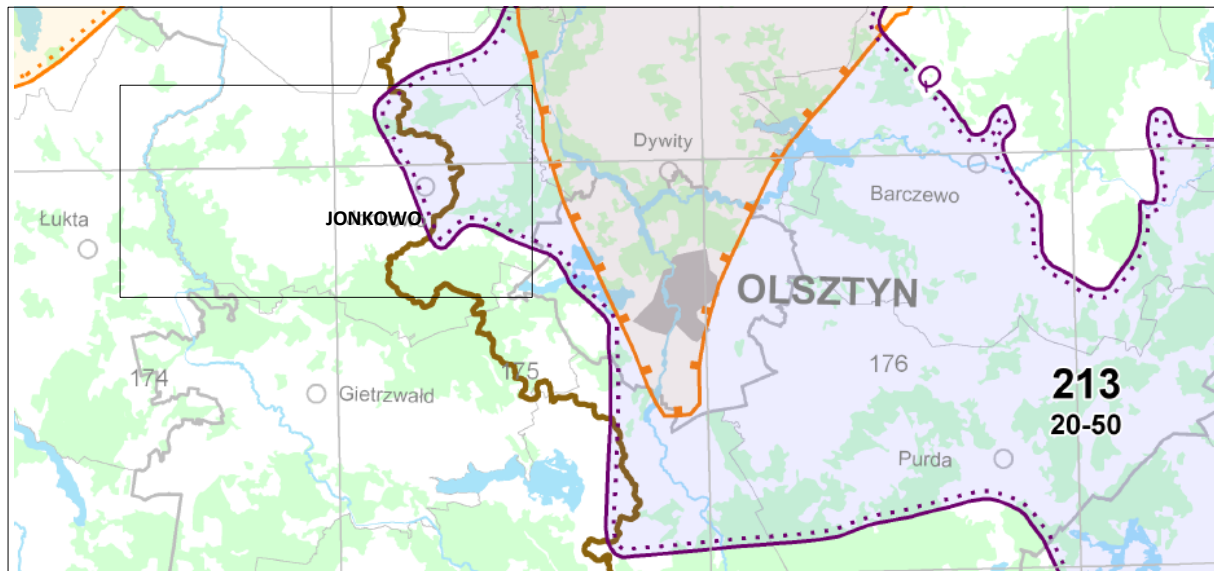 Dywity
Barczewo
JONKOWO
Łukta
OLSZTYN
174
175
176
Gietrzwałd
213
20-50
Purda